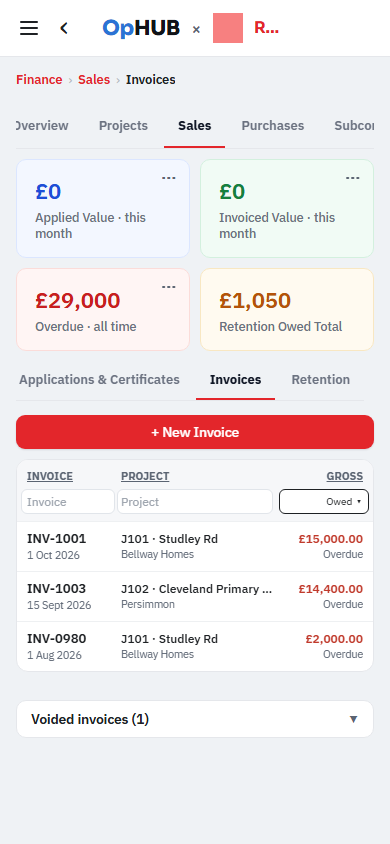 OpHUB × R...
Finance › Sales › Invoices
Overview Projects Sales Purchases Subcor
£0
Applied Value · this
month
£0
Invoiced Value · this
month
£29,000
Overdue · all time
£1,050
Retention Owed Total
Applications & Certificates Invoices Retention
+ New Invoice
INVOICE PROJECT GROSS
Invoice Project Owed
INV-1001 J101 · Studley Rd £15,000.00
1 Oct 2026 Bellway Homes Overdue
INV-1003 J102 · Cleveland Primary ... £14,400.00
15 Sept 2026 Persimmon Overdue
INV-0980 J101 · Studley Rd £2,000.00
1 Aug 2026 Bellway Homes Overdue
Voided invoices (1)